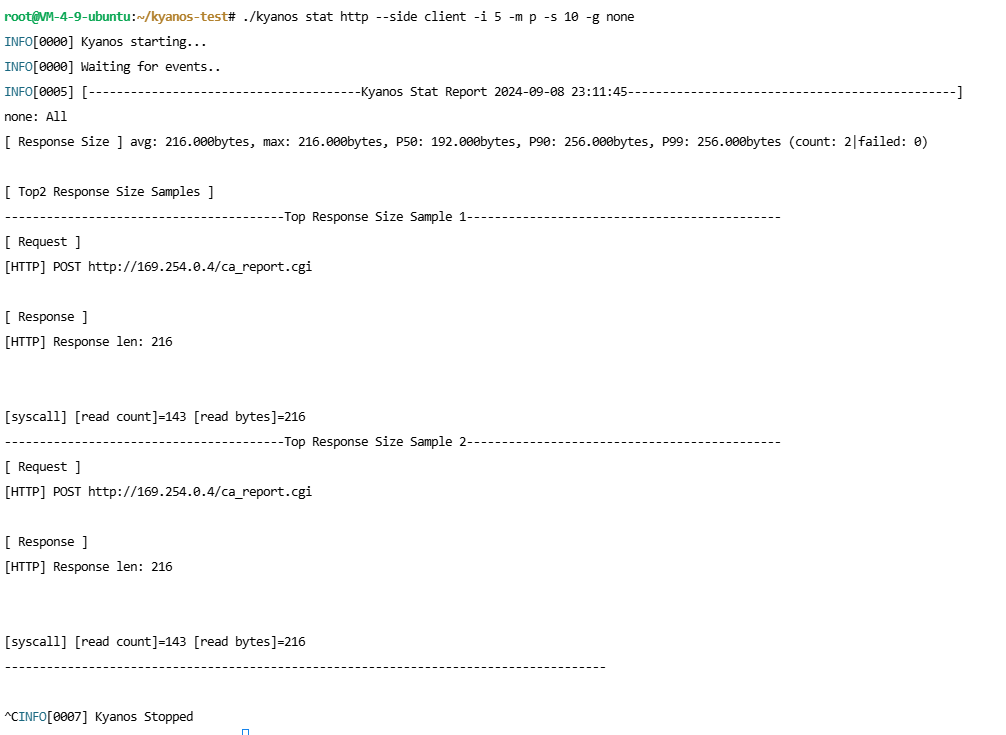 root@VM-4-9-ubuntu:~/kyanos-test# ./kyanos stat http --side client -i 5 -m p -s 10 -g none
INFO[0000] Kyanos starting...
INFO[0000] Waiting for events..
INFO[0005] [---------------------------------------Kyanos Stat Report 2024-09-08 23:11:45-----------------------------------------------]
none: All
[ Response Size ] avg: 216.000bytes, max: 216.000bytes, P50: 192.000bytes, P90: 256.000bytes, P99: 256.000bytes (count: 2|failed: 0)
[ Top2 Response Size Samples ]
----------------------------------------Top Response Size Sample 1---------------------------------------------
[ Request ]
[HTTP] POST http://169.254.0.4/ca_report.cgi
[ Response ]
[HTTP] Response len: 216
[syscall] [read count]=143 [read bytes]=216
----------------------------------------Top Response Size Sample 2---------------------------------------------
[ Request ]
[HTTP] POST http://169.254.0.4/ca_report.cgi
[ Response ]
[HTTP] Response len: 216
[syscall] [read count]=143 [read bytes]=216
--------------------------------------------------------------------------------------
^CINFO[0007] Kyanos Stopped